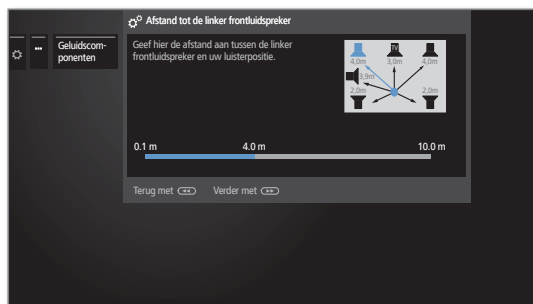 Afstand tot de linker frontluidspreker
Geluidscom-
ponenten
Geef hier de afstand aan tussen de linker
frontluidspreker en uw luisterpositie.
TV
4,0m 3,0m 4,0m
3,9m
2,0m 2,0m
0.1 m 4.0 m 10.0 m
Terug met Verder met